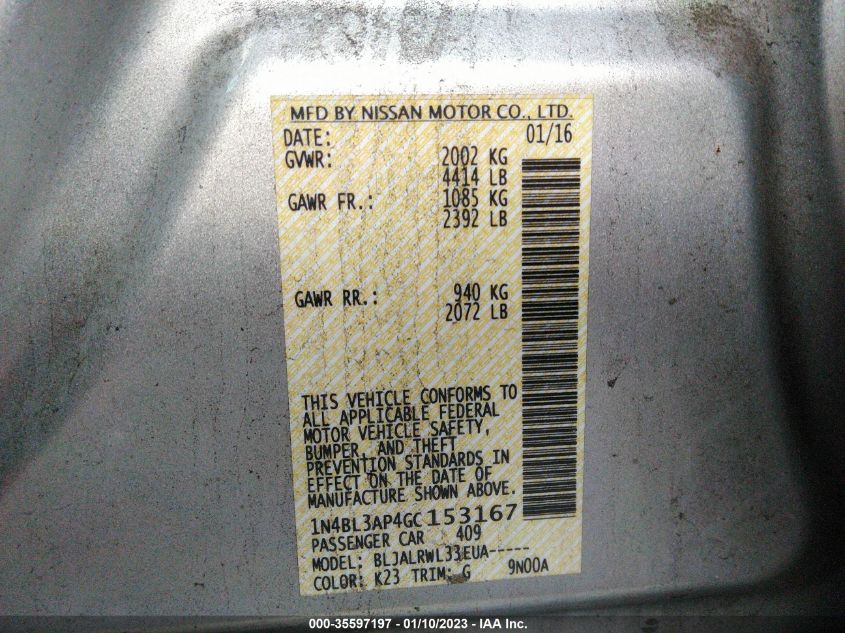 MFD BY NISSAN MOTOR CO., LTD.
DATE: 01/16
GVWR: 2002 KG
4414 LB
GAWR FR.: 1085 KG
2392 LB
GAWR RR.: 940 KG
2072 LB
THIS VEHICLE CONFORMS TO
ALL APPLICABLE FEDERAL
MOTOR VEHICLE SAFETY,
BUMPER, AND THEFT
PREVENTION STANDARDS IN
EFFECT ON THE DATE OF
MANUFACTURE SHOWN ABOVE.
1N4BL3AP4GC153167
PASSENGER CAR 409
MODEL: BLJALRWL33EUA-----
COLOR: K23 TRIM: G 9N00A
000-35597197 - 01/10/2023 - IAA Inc.